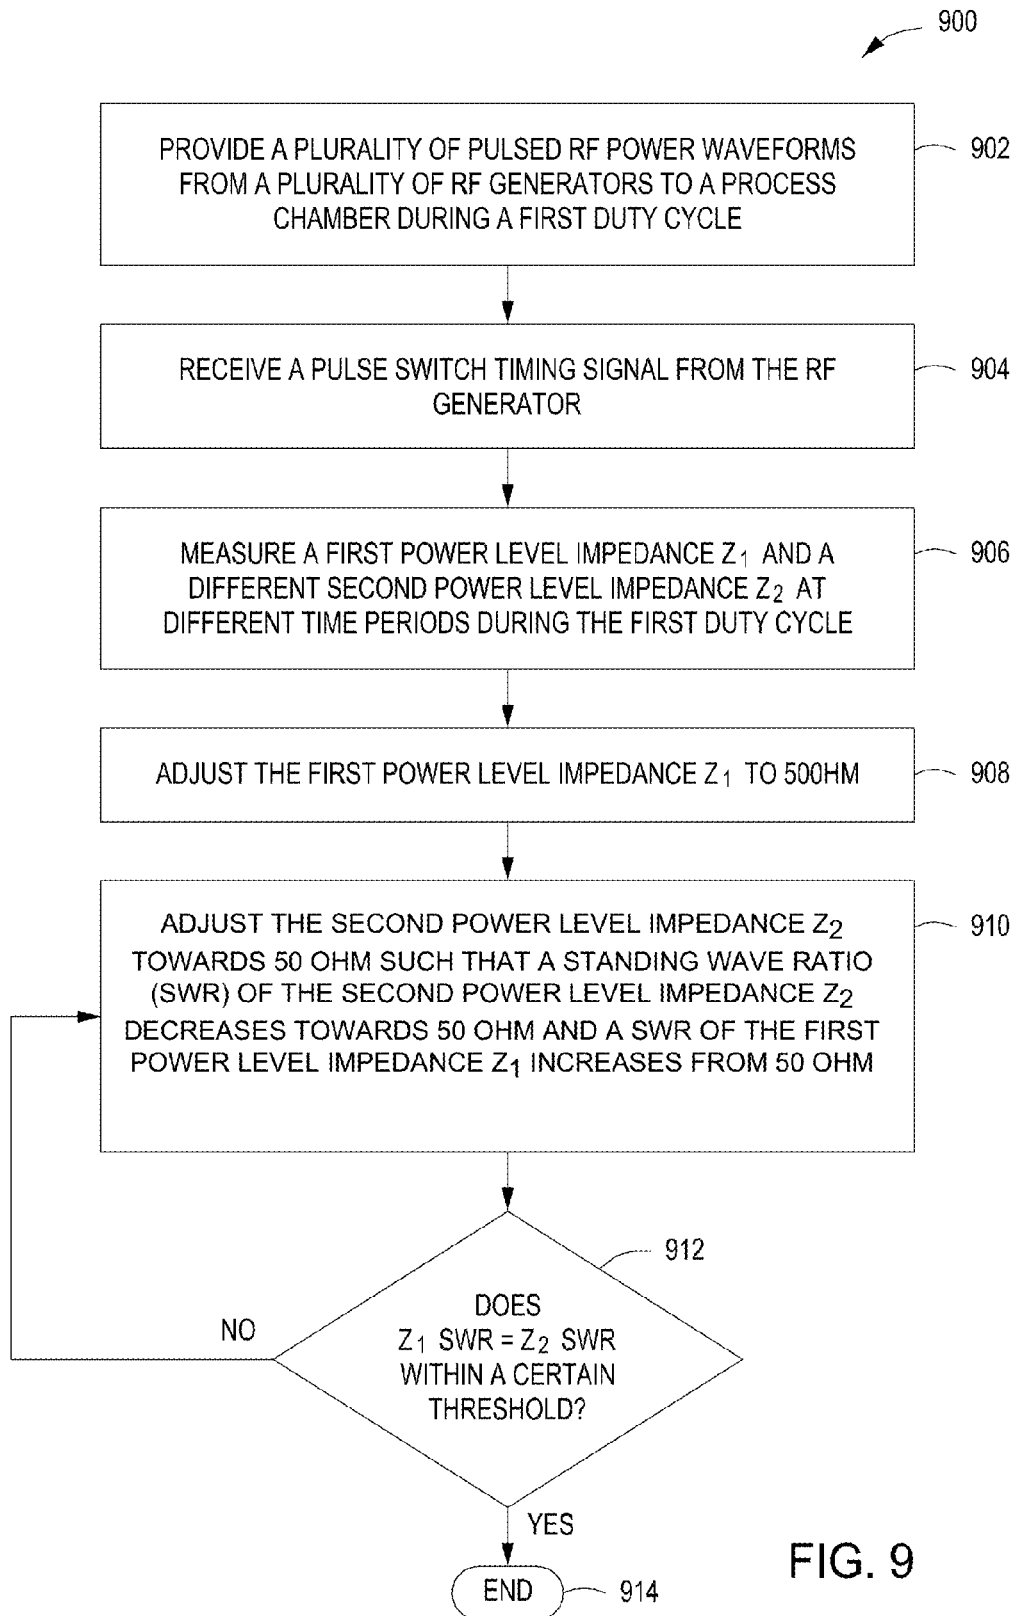 900
PROVIDE A PLURALITY OF PULSED RF POWER WAVEFORMS
FROM A PLURALITY OF RF GENERATORS TO A PROCESS
CHAMBER DURING A FIRST DUTY CYCLE
902
RECEIVE A PULSE SWITCH TIMING SIGNAL FROM THE RF
GENERATOR
904
MEASURE A FIRST POWER LEVEL IMPEDANCE Z1 AND A
DIFFERENT SECOND POWER LEVEL IMPEDANCE Z2 AT
DIFFERENT TIME PERIODS DURING THE FIRST DUTY CYCLE
906
ADJUST THE FIRST POWER LEVEL IMPEDANCE Z1 TO 50OHM
908
ADJUST THE SECOND POWER LEVEL IMPEDANCE Z2
TOWARDS 50 OHM SUCH THAT A STANDING WAVE RATIO
(SWR) OF THE SECOND POWER LEVEL IMPEDANCE Z2
DECREASES TOWARDS 50 OHM AND A SWR OF THE FIRST
POWER LEVEL IMPEDANCE Z1 INCREASES FROM 50 OHM
910
912
DOES
Z1 SWR = Z2 SWR
WITHIN A CERTAIN
THRESHOLD?
NO
YES
END
914
FIG. 9